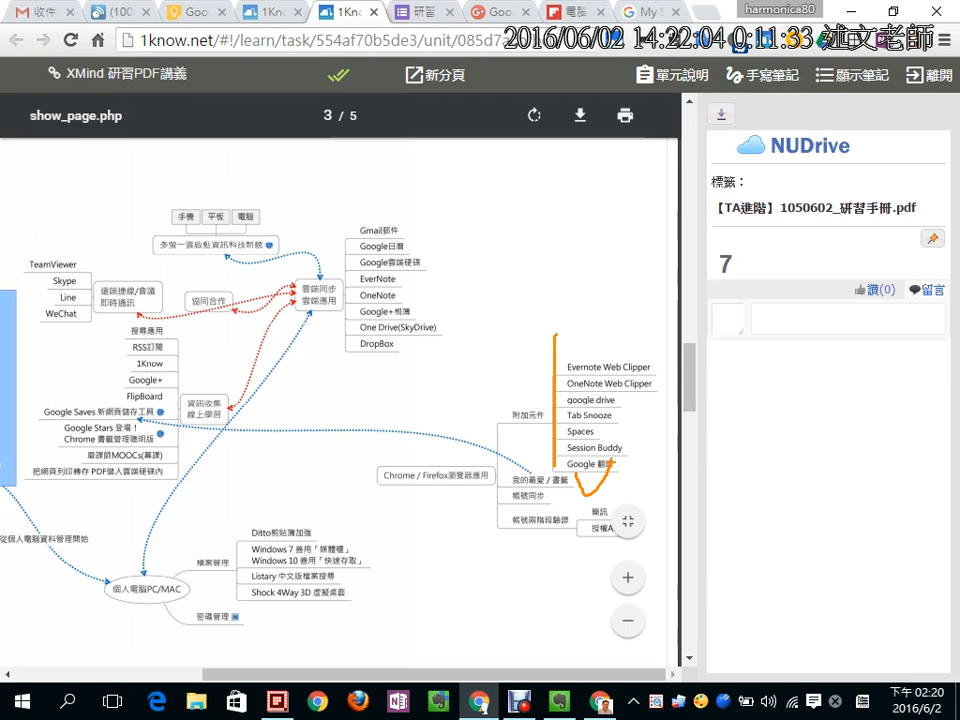 收件
(100
Goo
1Kn
1Kn
研習
Goo
電腦
My S
harmonica80
1know.net/#!/learn/task/554af70b5de3/unit/085d7
2016/06/02 14:22:04 0:11:33 述文老師
XMind 研習PDF講義
新分頁
單元說明
手寫筆記
顯示筆記
離開
show_page.php
3 / 5
NUDrive
標籤：
【TA進階】1050602_研習手冊.pdf
7
讚(0)
留言
手機
平板
電腦
多螢一雲啟動資訊科技新貌
Gmail郵件
Google日曆
Google雲端硬碟
EverNote
OneNote
Google+相簿
One Drive(SkyDrive)
DropBox
雲端同步
雲端應用
協同合作
TeamViewer
Skype
Line
WeChat
遠端連線/會議
即時通訊
搜尋應用
RSS訂閱
1Know
Google+
FlipBoard
Google Saves 新網頁儲存工具
Google Stars 登場！
Chrome 書籤管理聰明版
磨課師MOOCs(幕課)
把網頁列印轉存 PDF儲入雲端硬碟內
資訊收集
線上學習
Evernote Web Clipper
OneNote Web Clipper
google drive
Tab Snooze
Spaces
Session Buddy
Google 翻
附加元件
Chrome / Firefox瀏覽器應用
我的最愛 / 書籤
帳號同步
帳號兩階段驗證
簡訊
授權A
從個人電腦資料管理開始
個人電腦PC/MAC
檔案管理
Ditto剪貼簿加強
Windows 7 善用「媒體櫃」
Windows 10 善用「快速存取」
Listary 中文版檔案搜尋
Shock 4Way 3D 虛擬桌面
密碼管理
下午 02:20
2016/6/2